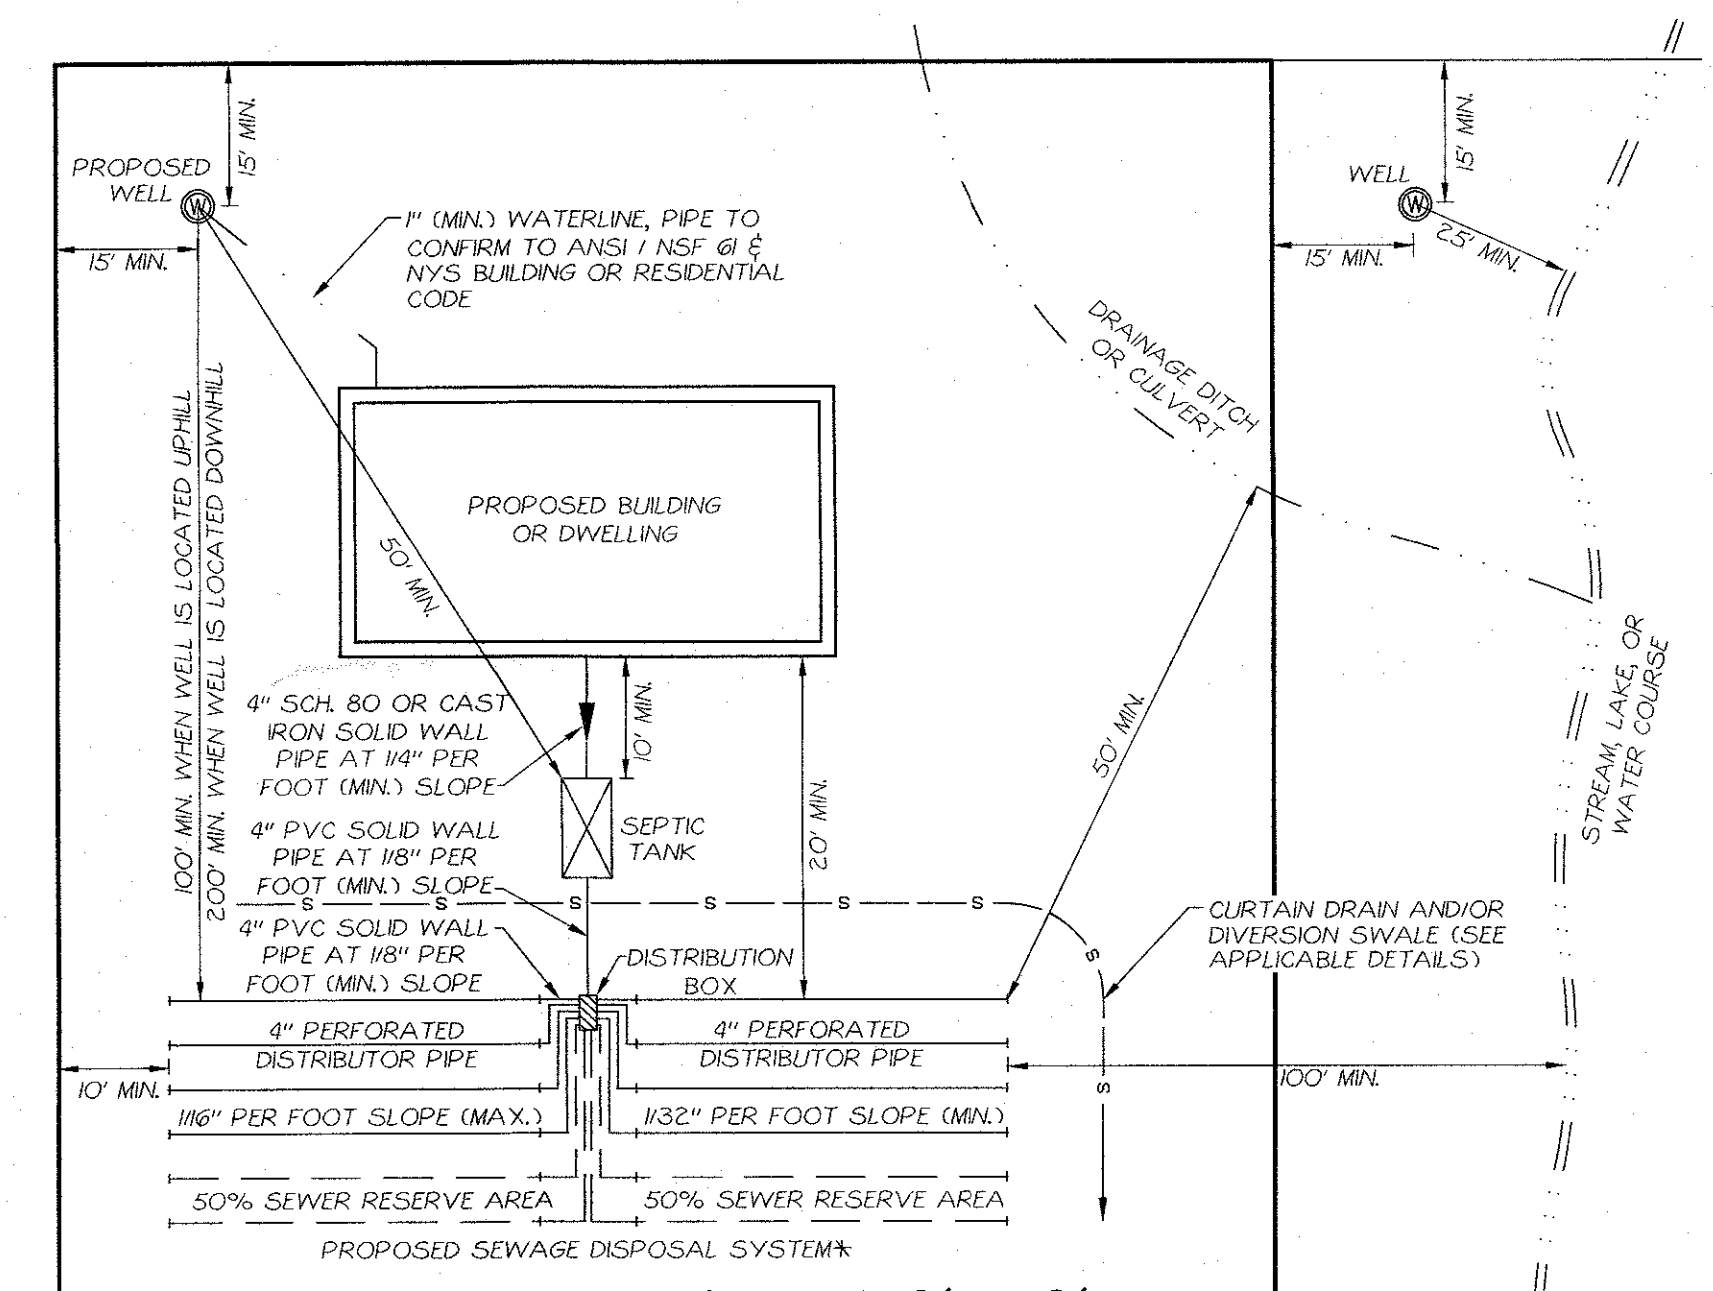 15' MIN.
PROPOSED
WELL
W
15' MIN.
1" (MIN.) WATERLINE, PIPE TO
CONFIRM TO ANSI / NSF 61 &
NYS BUILDING OR RESIDENTIAL
CODE
15' MIN.
WELL
W
25' MIN.
15' MIN.
DRAINAGE DITCH
OR CULVERT
100' MIN. WHEN WELL IS LOCATED UPHILL
200' MIN. WHEN WELL IS LOCATED DOWNHILL
PROPOSED BUILDING
OR DWELLING
50' MIN.
STREAM, LAKE, OR
WATER COURSE
4" SCH. 80 OR CAST
IRON SOLID WALL
PIPE AT 1/4" PER
FOOT (MIN.) SLOPE
10' MIN.
50' MIN.
20' MIN.
SEPTIC
TANK
4" PVC SOLID WALL
PIPE AT 1/8" PER
FOOT (MIN.) SLOPE
S S S S S S
S
S
4" PVC SOLID WALL
PIPE AT 1/8" PER
FOOT (MIN.) SLOPE
DISTRIBUTION
BOX
CURTAIN DRAIN AND/OR
DIVERSION SWALE (SEE
APPLICABLE DETAILS)
4" PERFORATED
DISTRIBUTOR PIPE
4" PERFORATED
DISTRIBUTOR PIPE
10' MIN.
100' MIN.
1/16" PER FOOT SLOPE (MAX.)
1/32" PER FOOT SLOPE (MIN.)
50% SEWER RESERVE AREA
50% SEWER RESERVE AREA
PROPOSED SEWAGE DISPOSAL SYSTEM*